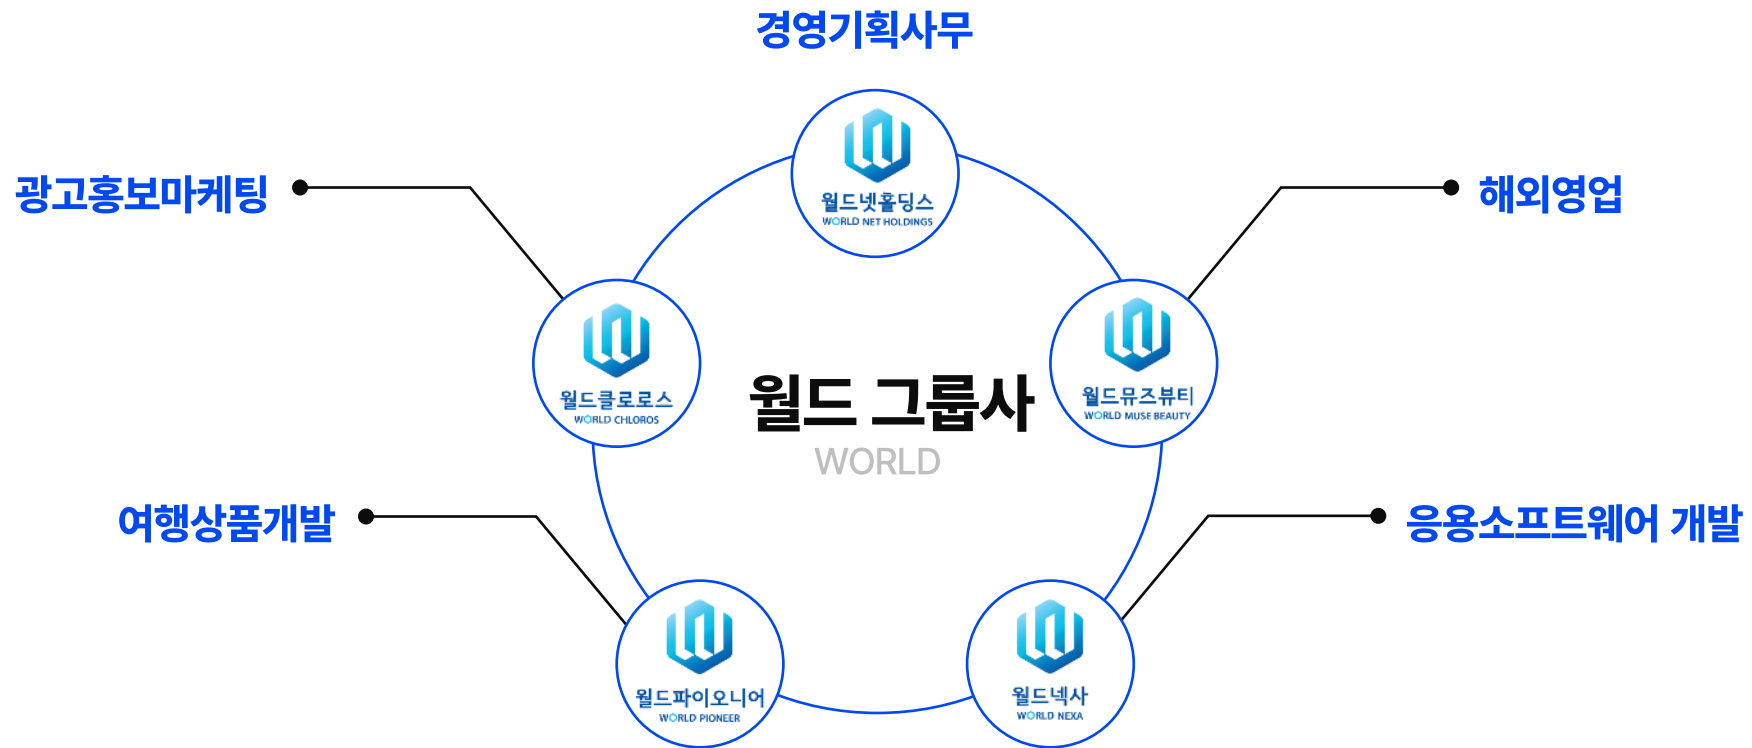 경영기획사무
월드넷홀딩스
WORLD NET HOLDINGS
광고홍보마케팅
해외영업
월드클로로스
WORLD CHLOROS
월드뮤즈뷰티
WORLD MUSE BEAUTY
월드 그룹사
WORLD
여행상품개발
응용소프트웨어 개발
월드파이오니어
WORLD PIONEER
월드넥사
WORLD NEXA